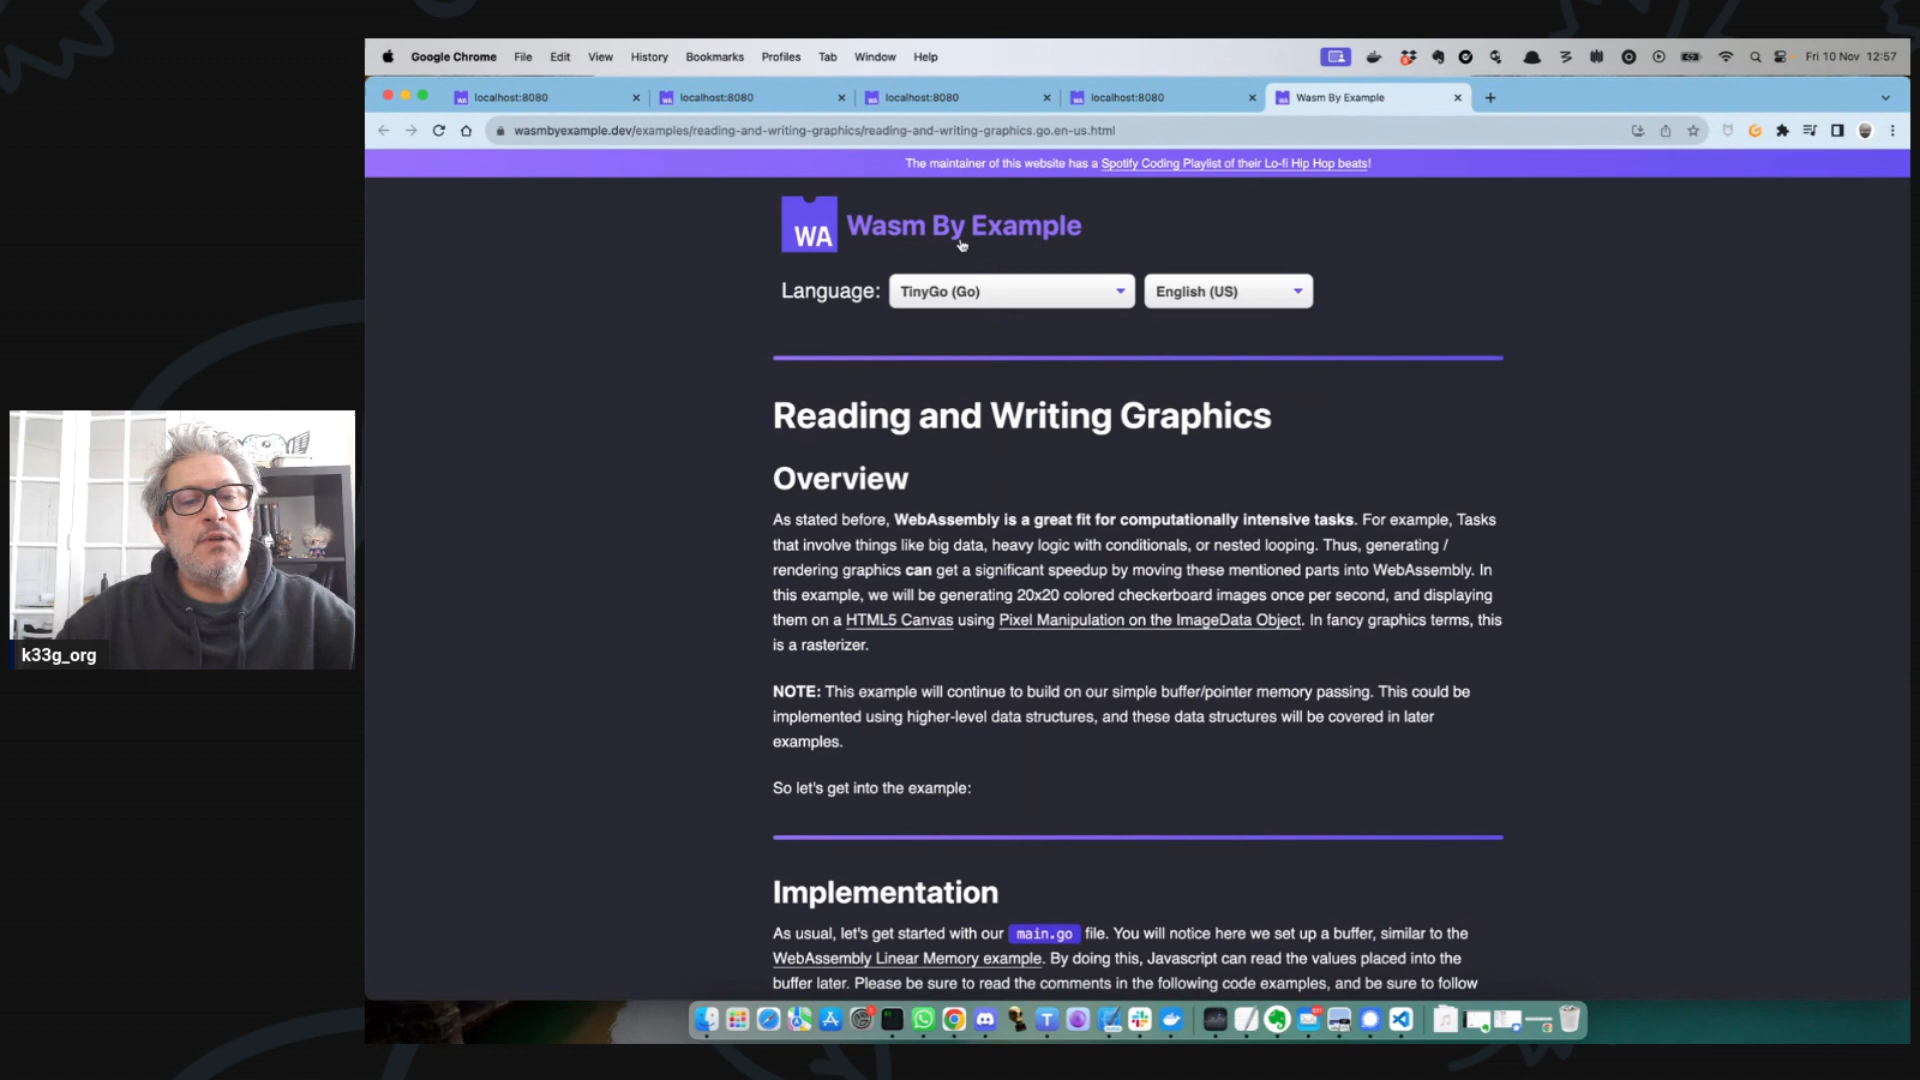 Google Chrome File Edit View History Bookmarks Profiles Tab Window Help
Fri 10 Nov 12:57
localhost:8080
localhost:8080
localhost:8080
localhost:8080
Wasm By Example
wasmbyexample.dev/examples/reading-and-writing-graphics/reading-and-writing-graphics.go.en-us.html
The maintainer of this website has a Spotify Coding Playlist of their Lo-fi Hip Hop beats!
WA
Wasm By Example
Language: TinyGo (Go) English (US)
Reading and Writing Graphics
Overview
As stated before, WebAssembly is a great fit for computationally intensive tasks. For example, Tasks
that involve things like big data, heavy logic with conditionals, or nested looping. Thus, generating /
rendering graphics can get a significant speedup by moving these mentioned parts into WebAssembly. In
this example, we will be generating 20x20 colored checkerboard images once per second, and displaying
them on a HTML5 Canvas using Pixel Manipulation on the ImageData Object. In fancy graphics terms, this
is a rasterizer.
NOTE: This example will continue to build on our simple buffer/pointer memory passing. This could be
implemented using higher-level data structures, and these data structures will be covered in later
examples.
So let's get into the example:
Implementation
As usual, let's get started with our main.go file. You will notice here we set up a buffer, similar to the
WebAssembly Linear Memory example. By doing this, Javascript can read the values placed into the
buffer later. Please be sure to read the comments in the following code examples, and be sure to follow
k33g_org